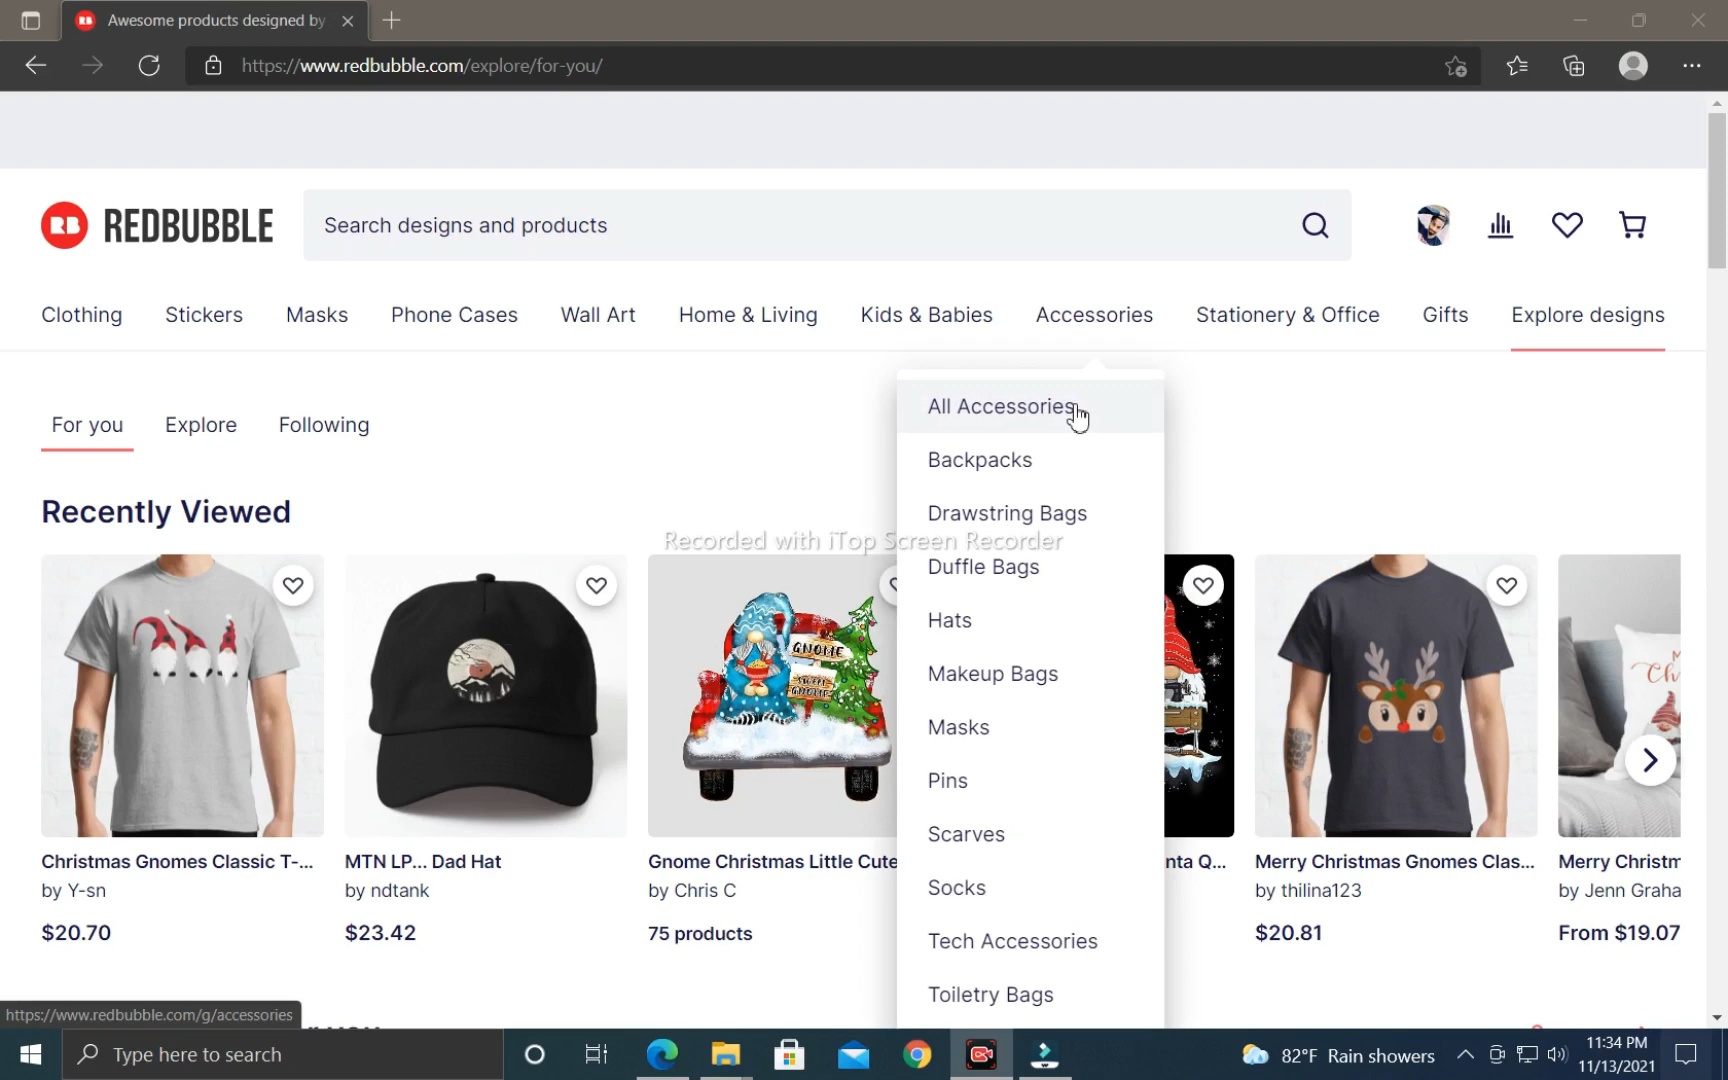 Awesome products designed by
https://www.redbubble.com/explore/for-you/
RB REDBUBBLE
Search designs and products
Clothing Stickers Masks Phone Cases Wall Art Home & Living Kids & Babies Accessories Stationery & Office Gifts Explore designs
For you Explore Following
All Accessories
Backpacks
Drawstring Bags
Duffle Bags
Hats
Makeup Bags
Masks
Pins
Scarves
Socks
Tech Accessories
Toiletry Bags
Recently Viewed
Recorded with iTop Screen Recorder
GNOME
Christmas Gnomes Classic T-...
by Y-sn
$20.70
MTN LP... Dad Hat
by ndtank
$23.42
Gnome Christmas Little Cute
by Chris C
75 products
nta Q...
Merry Christmas Gnomes Clas...
by thilina123
$20.81
Merry Christm
by Jenn Graha
From $19.07
https://www.redbubble.com/g/accessories
Type here to search
82°F Rain showers
11:34 PM
11/13/2021